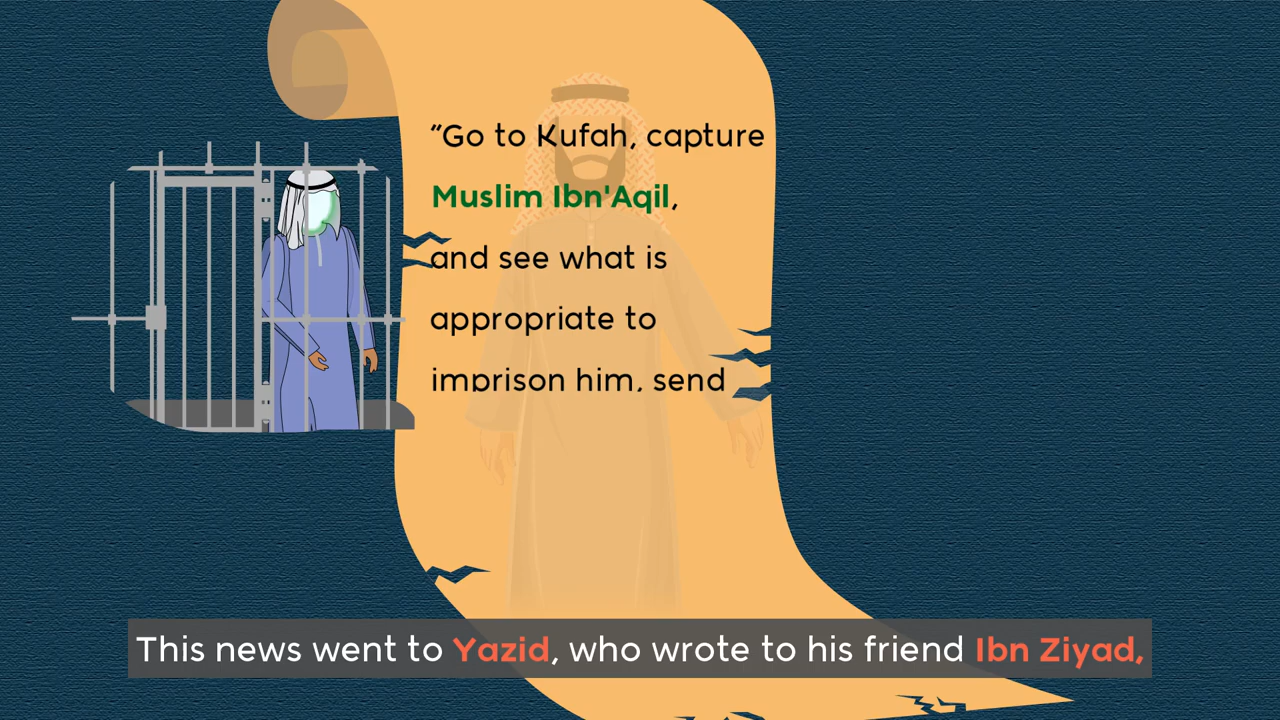 "Go to Kufah, capture
Muslim Ibn'Aqil,
and see what is
appropriate to
imprison him, send
This news went to Yazid, who wrote to his friend Ibn Ziyad,